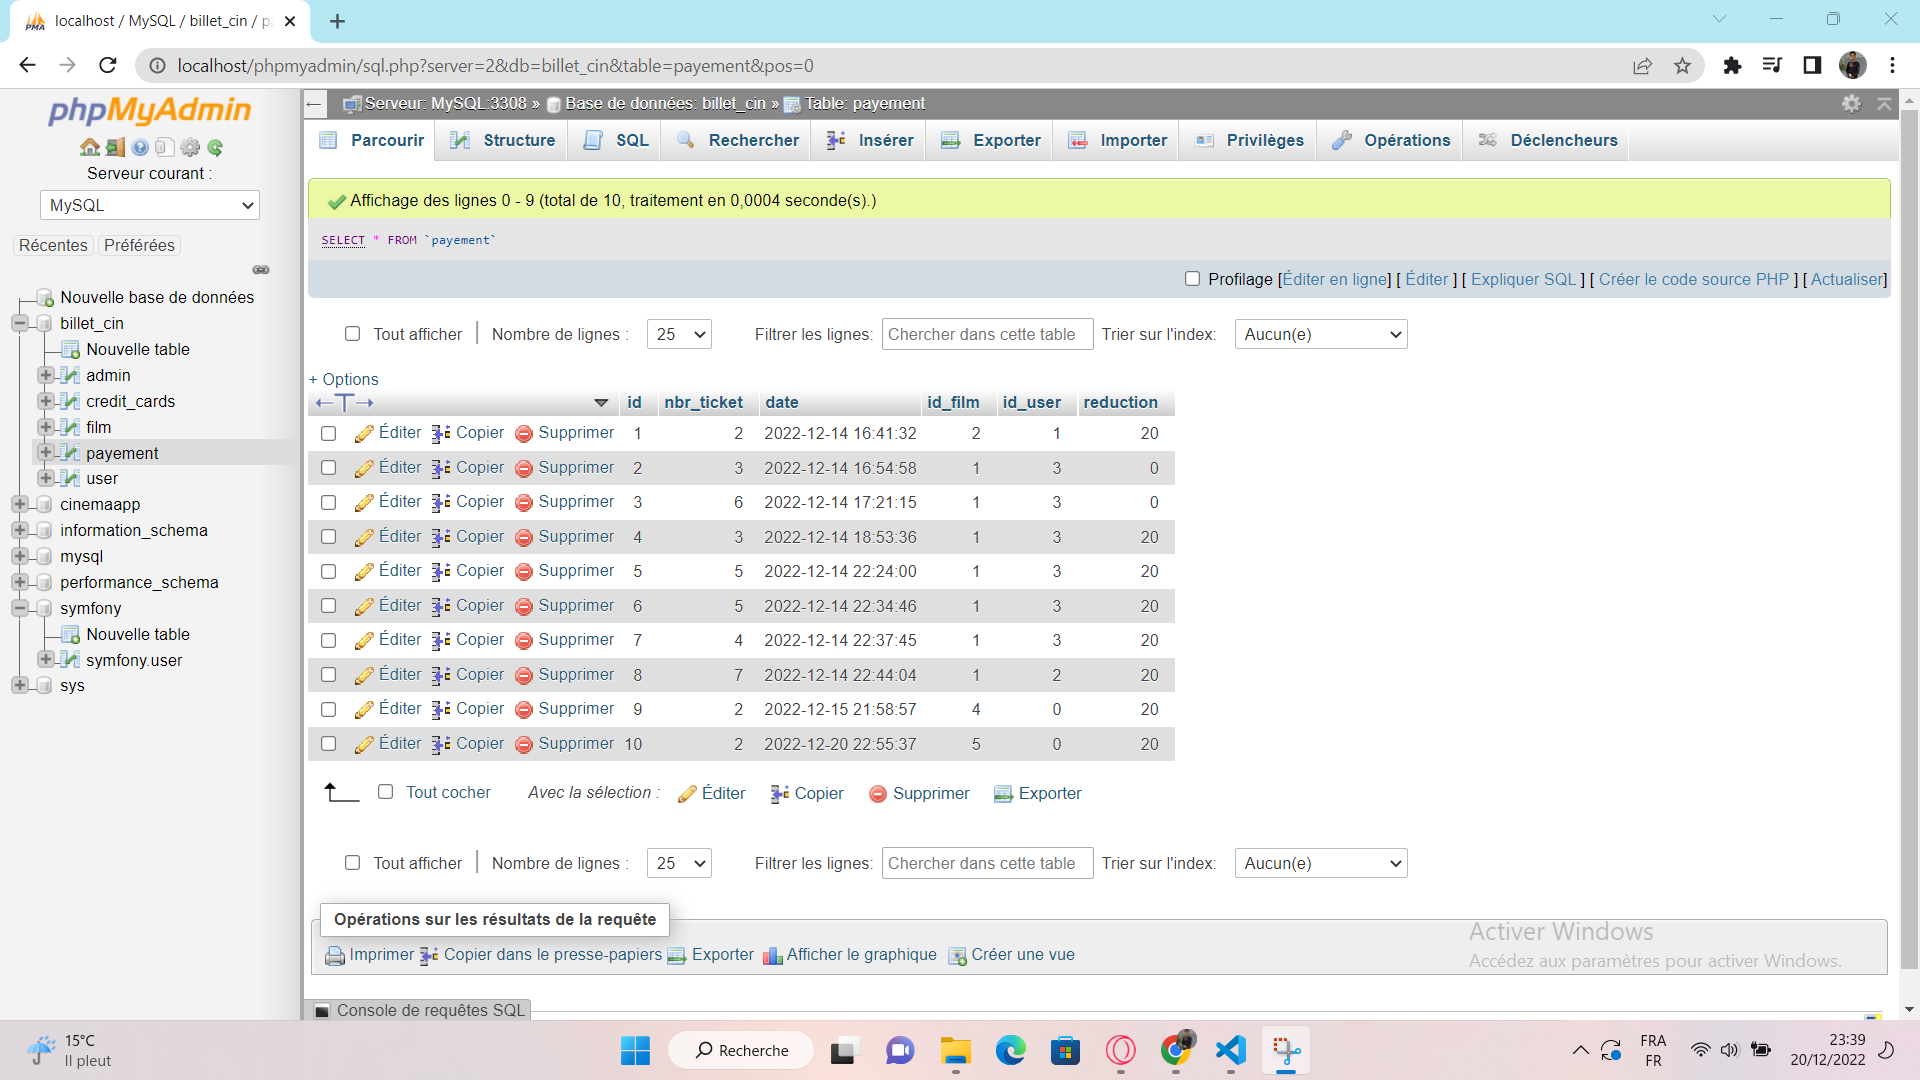 localhost / MySQL / billet_cin / p
localhost/phpmyadmin/sql.php?server=2&db=billet_cin&table=payement&pos=0
phpMyAdmin
Serveur courant :
MySQL
Récentes Préférées
Nouvelle base de données
billet_cin
Nouvelle table
admin
credit_cards
film
payement
user
cinemaapp
information_schema
mysql
performance_schema
symfony
Nouvelle table
symfony.user
sys
Serveur: MySQL:3308 » Base de données: billet_cin » Table: payement
Parcourir Structure SQL Rechercher Insérer Exporter Importer Privilèges Opérations Déclencheurs
Affichage des lignes 0 - 9 (total de 10, traitement en 0,0004 seconde(s).)
SELECT * FROM `payement`
Profilage [Éditer en ligne] [ Éditer ] [ Expliquer SQL ] [ Créer le code source PHP ] [ Actualiser]
Tout afficher | Nombre de lignes : 25 Filtrer les lignes: Chercher dans cette table Trier sur l'index: Aucun(e)
+ Options
←T→ id nbr_ticket date id_film id_user reduction
Éditer Copier Supprimer 1 2 2022-12-14 16:41:32 2 1 20
Éditer Copier Supprimer 2 3 2022-12-14 16:54:58 1 3 0
Éditer Copier Supprimer 3 6 2022-12-14 17:21:15 1 3 0
Éditer Copier Supprimer 4 3 2022-12-14 18:53:36 1 3 20
Éditer Copier Supprimer 5 5 2022-12-14 22:24:00 1 3 20
Éditer Copier Supprimer 6 5 2022-12-14 22:34:46 1 3 20
Éditer Copier Supprimer 7 4 2022-12-14 22:37:45 1 3 20
Éditer Copier Supprimer 8 7 2022-12-14 22:44:04 1 2 20
Éditer Copier Supprimer 9 2 2022-12-15 21:58:57 4 0 20
Éditer Copier Supprimer 10 2 2022-12-20 22:55:37 5 0 20
Tout cocher Avec la sélection : Éditer Copier Supprimer Exporter
Tout afficher | Nombre de lignes : 25 Filtrer les lignes: Chercher dans cette table Trier sur l'index: Aucun(e)
Opérations sur les résultats de la requête
Imprimer Copier dans le presse-papiers Exporter Afficher le graphique Créer une vue
Activer Windows
Accédez aux paramètres pour activer Windows.
Console de requêtes SQL
15°C
Il pleut
Recherche
FRA
FR
23:39
20/12/2022